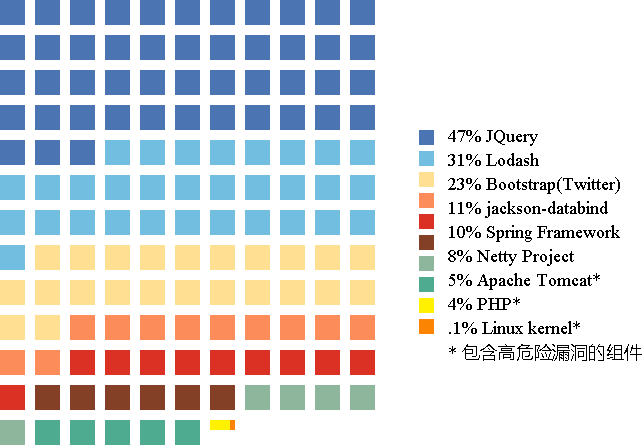 47% JQuery
31% Lodash
23% Bootstrap(Twitter)
11% jackson-databind
10% Spring Framework
8% Netty Project
5% Apache Tomcat*
4% PHP*
.1% Linux kernel*
* 包含高危险漏洞的组件